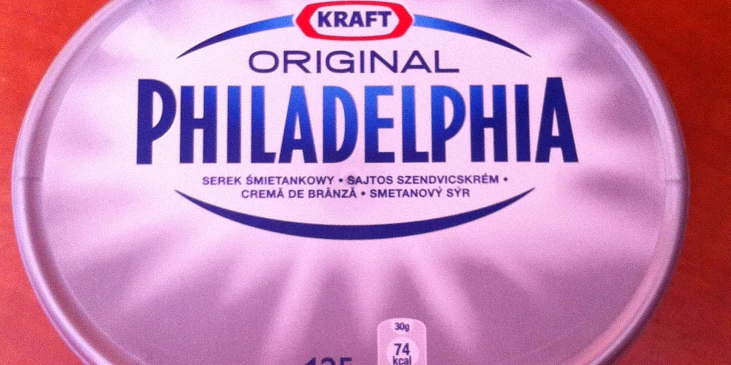 KRAFT
ORIGINAL
PHILADELPHIA
SEREK ŚMIETANKOWY • SAJTOS SZENDVICSKRÉM •
CREMĂ DE BRÂNZĂ • SMETANOVÝ SÝR
30g
74
kcal